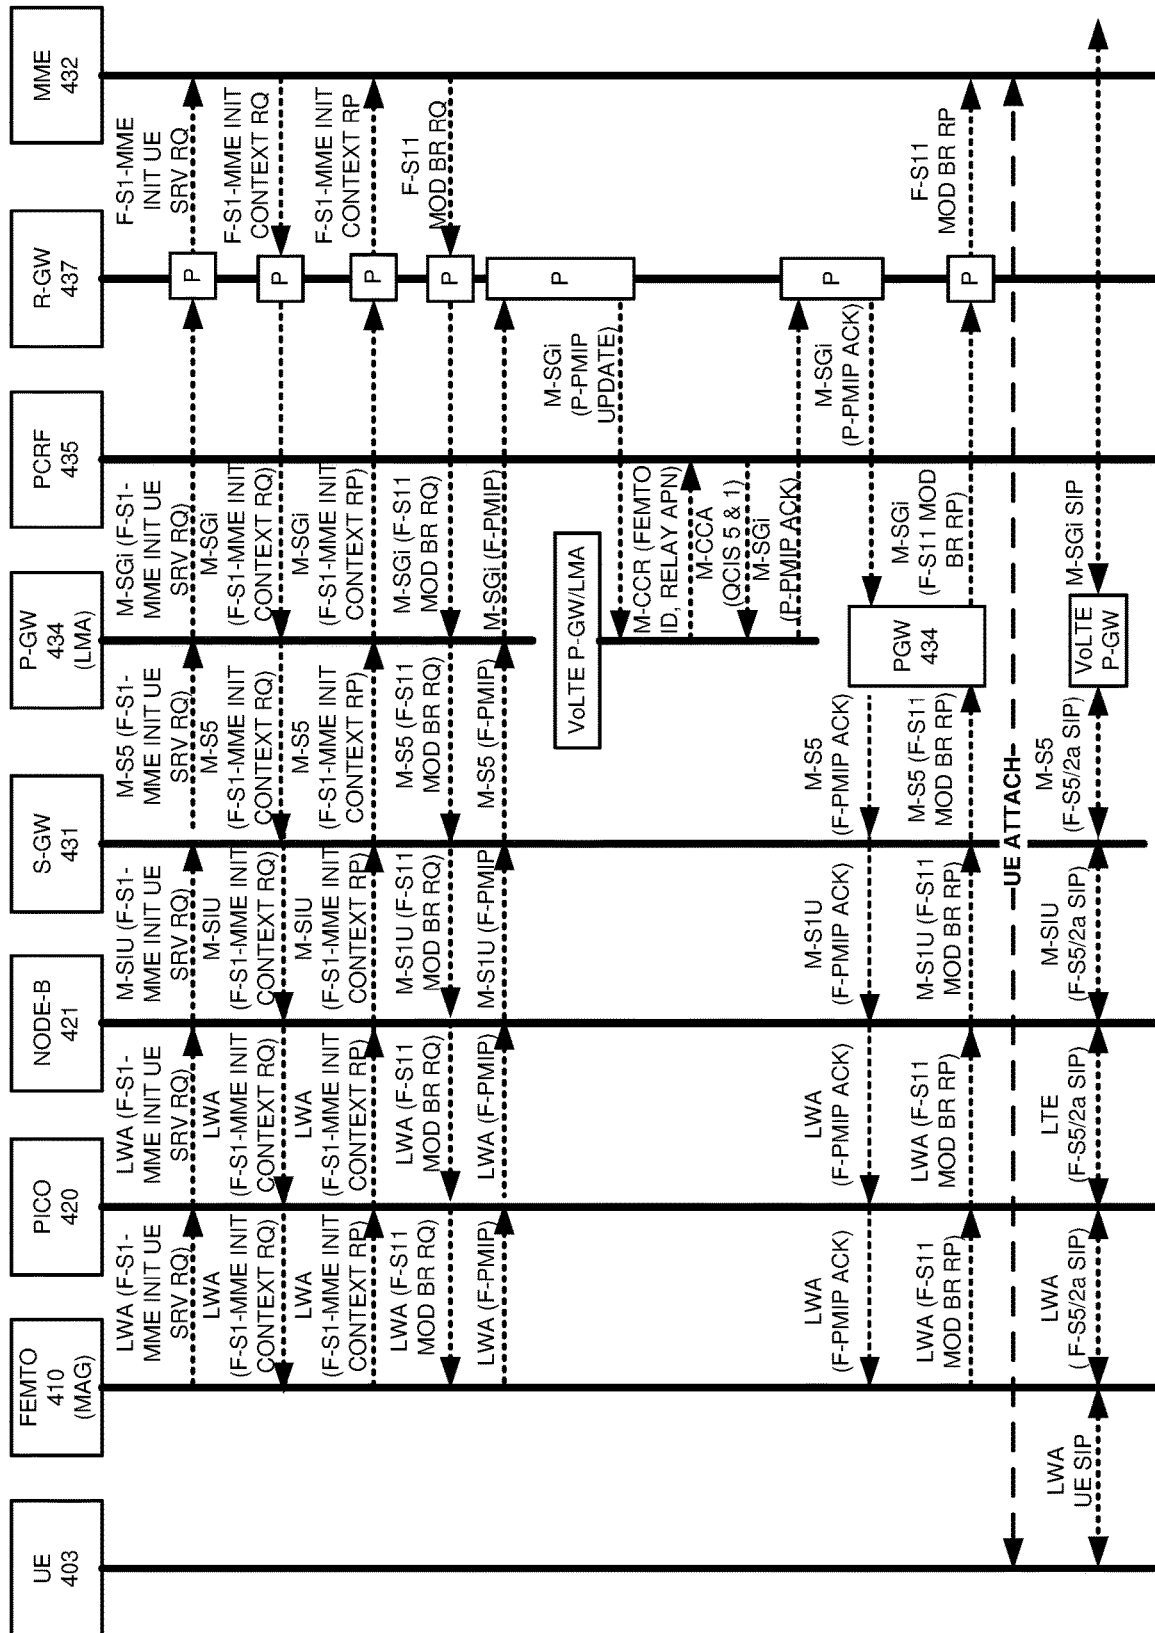 UE
403
FEMTO
410
(MAG)
PICO
420
NODE-B
421
S-GW
431
P-GW
434
(LMA)
PCRF
435
R-GW
437
MME
432
LWA (F-S1-
MME INIT UE
SRV RQ)
LWA (F-S1-
MME INIT UE
SRV RQ)
M-SIU (F-S1-
MME INIT UE
SRV RQ)
M-S5 (F-S1-
MME INIT UE
SRV RQ)
M-SGi (F-S1-
MME INIT UE
SRV RQ)
P
F-S1-MME
INIT UE
SRV RQ
LWA
(F-S1-MME INIT
CONTEXT RQ)
LWA
(F-S1-MME INIT
CONTEXT RQ)
M-SIU
(F-S1-MME INIT
CONTEXT RQ)
M-S5
(F-S1-MME INIT
CONTEXT RQ)
M-SGi
(F-S1-MME INIT
CONTEXT RQ)
P
F-S1-MME INIT
CONTEXT RQ
LWA
(F-S1-MME INIT
CONTEXT RP)
LWA
(F-S1-MME INIT
CONTEXT RP)
M-SIU
(F-S1-MME INIT
CONTEXT RP)
M-S5
(F-S1-MME INIT
CONTEXT RP)
M-SGi
(F-S1-MME INIT
CONTEXT RP)
P
F-S1-MME INIT
CONTEXT RP
LWA (F-S11
MOD BR RQ)
LWA (F-S11
MOD BR RQ)
M-S1U (F-S11
MOD BR RQ)
M-S5 (F-S11
MOD BR RQ)
M-SGi (F-S11
MOD BR RQ)
P
F-S11
MOD BR RQ
LWA (F-PMIP)
LWA (F-PMIP)
M-S1U (F-PMIP)
M-S5 (F-PMIP)
M-SGi (F-PMIP)
P
VoLTE P-GW/LMA
M-SGi
(P-PMIP
UPDATE)
M-CCR (FEMTO
ID, RELAY APN)
M-CCA
(QCIS 5 & 1)
M-SGi
(P-PMIP ACK)
P
LWA
(F-PMIP ACK)
LWA
(F-PMIP ACK)
M-S1U
(F-PMIP ACK)
M-S5
(F-PMIP ACK)
PGW
434
M-SGi
(P-PMIP ACK)
LWA (F-S11
MOD BR RP)
LWA (F-S11
MOD BR RP)
M-S1U (F-S11
MOD BR RP)
M-S5 (F-S11
MOD BR RP)
M-SGi
(F-S11 MOD
BR RP)
P
F-S11
MOD BR RP
UE ATTACH
LWA
UE SIP
LWA
( F-S5/2a SIP)
LTE
(F-S5/2a SIP)
M-SIU
(F-S5/2a SIP)
M-S5
(F-S5/2a SIP)
VoLTE
P-GW
M-SGi SIP